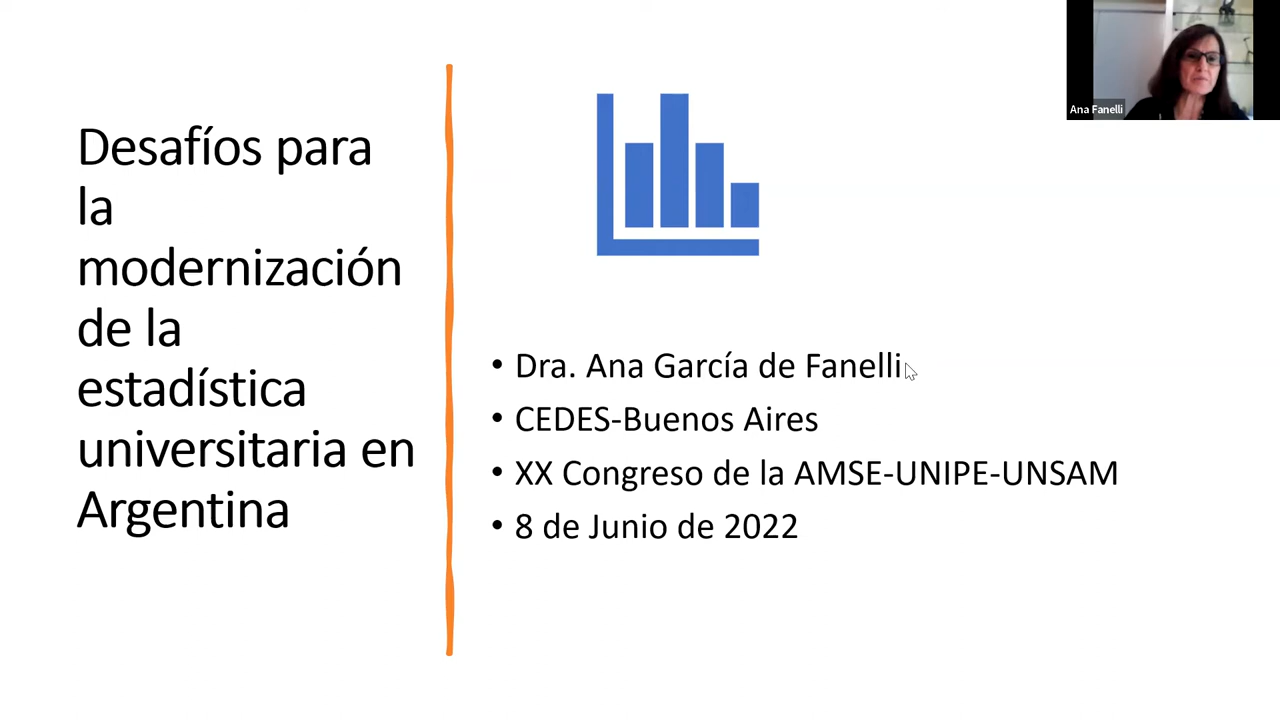 Desafíos para
la
modernización
de la
estadística
universitaria en
Argentina
• Dra. Ana García de Fanelli
• CEDES-Buenos Aires
• XX Congreso de la AMSE-UNIPE-UNSAM
• 8 de Junio de 2022
Ana Fanelli